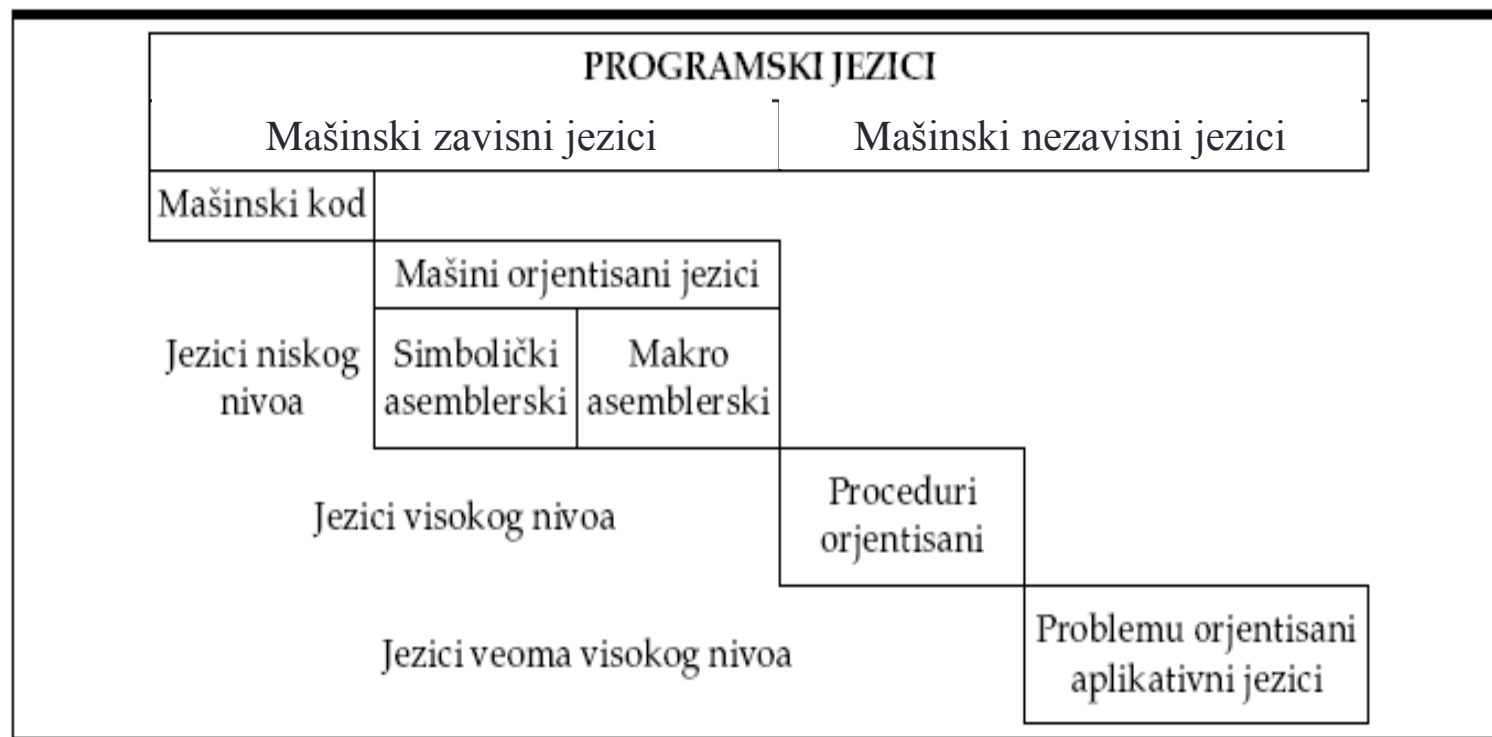 PROGRAMSKI JEZICI
Mašinski zavisni jezici
Mašinski nezavisni jezici
Mašinski kod
Mašini orjentisani jezici
Jezici niskog
nivoa
Simbolički
asemblerski
Makro
asemblerski
Jezici visokog nivoa
Proceduri
orjentisani
Jezici veoma visokog nivoa
Problemu orjentisani
aplikativni jezici